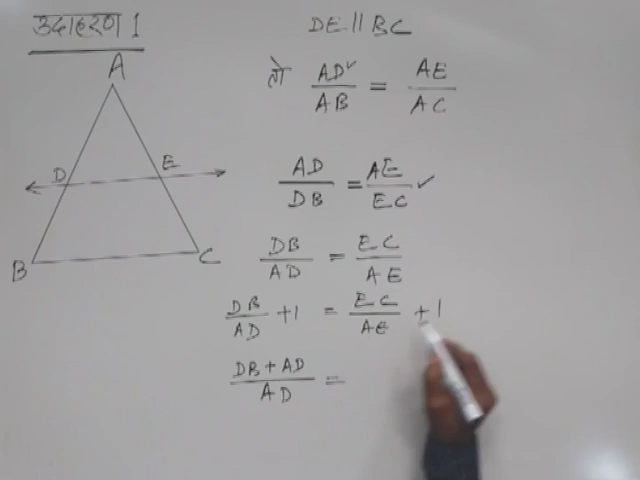 उदाहरण 1
DE || BC
तो AD/AB = AE/AC
AD/DB = AE/EC ✓
DB/AD = EC/AE
DB/AD + 1 = EC/AE + 1
DB + AD/AD =
A
D
E
B
C